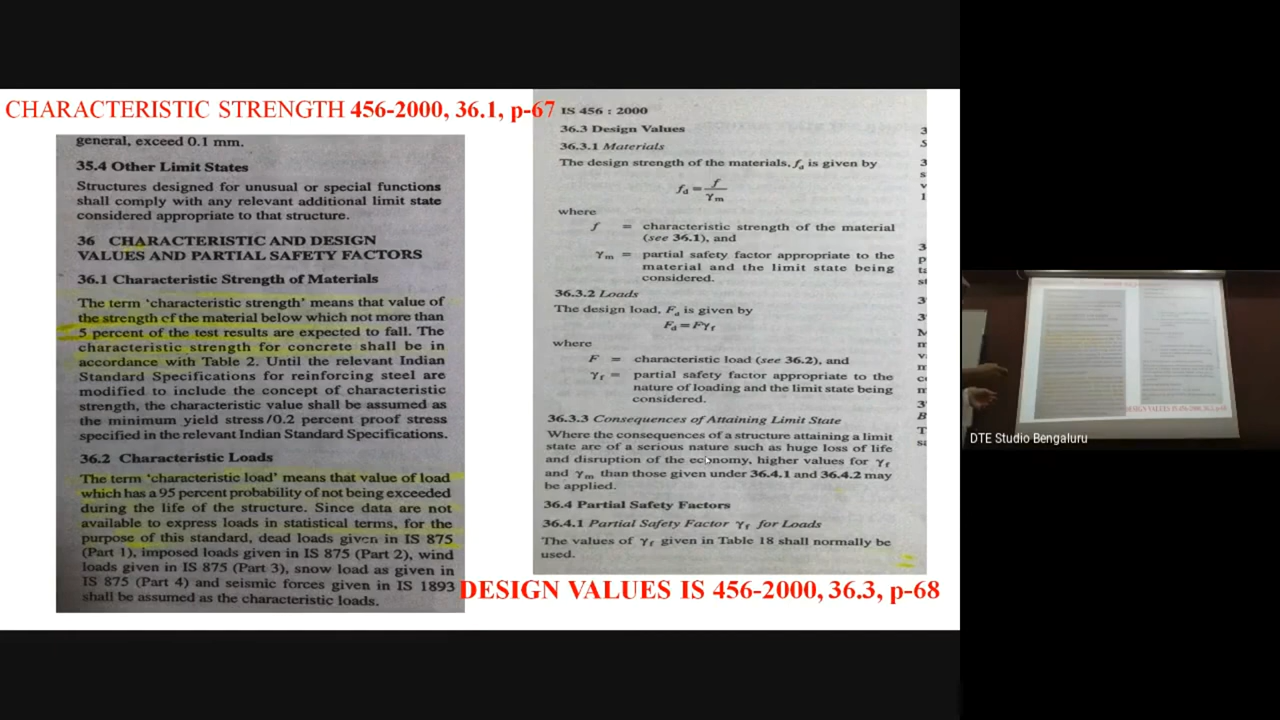 CHARACTERISTIC STRENGTH 456-2000, 36.1, p-67
general, exceed 0.1 mm.
35.4 Other Limit States
Structures designed for unusual or special functions
shall comply with any relevant additional limit state
considered appropriate to that structure.
36 CHARACTERISTIC AND DESIGN
VALUES AND PARTIAL SAFETY FACTORS
36.1 Characteristic Strength of Materials
The term ‘characteristic strength’ means that value of
the strength of the material below which not more than
5 percent of the test results are expected to fall. The
characteristic strength for concrete shall be in
accordance with Table 2. Until the relevant Indian
Standard Specifications for reinforcing steel are
modified to include the concept of characteristic
strength, the characteristic value shall be assumed as
the minimum yield stress/0.2 percent proof stress
specified in the relevant Indian Standard Specifications.
36.2 Characteristic Loads
The term ‘characteristic load’ means that value of load
which has a 95 percent probability of not being exceeded
during the life of the structure. Since data are not
available to express loads in statistical terms, for the
purpose of this standard, dead loads given in IS 875
(Part 1), imposed loads given in IS 875 (Part 2), wind
loads given in IS 875 (Part 3), snow load as given in
IS 875 (Part 4) and seismic forces given in IS 1893
shall be assumed as the characteristic loads.
IS 456 : 2000
36.3 Design Values
36.3.1 Materials
The design strength of the materials, fd is given by
fd = f / γm
where
f = characteristic strength of the material
(see 36.1), and
γm = partial safety factor appropriate to the
material and the limit state being
considered.
36.3.2 Loads
The design load, Fd is given by
Fd = Fγf
where
F = characteristic load (see 36.2), and
γf = partial safety factor appropriate to the
nature of loading and the limit state being
considered.
36.3.3 Consequences of Attaining Limit State
Where the consequences of a structure attaining a limit
state are of a serious nature such as huge loss of life
and disruption of the economy, higher values for γf
and γm than those given under 36.4.1 and 36.4.2 may
be applied.
36.4 Partial Safety Factors
36.4.1 Partial Safety Factor γf for Loads
The values of γf given in Table 18 shall normally be
used.
DESIGN VALUES IS 456-2000, 36.3, p-68
DTE Studio Bengaluru